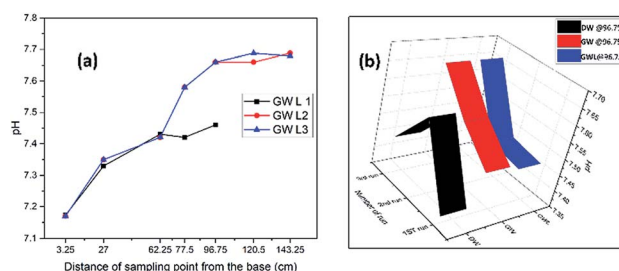 (a)
7.8
7.7
7.6
7.5
7.4
7.3
7.2
7.1
pH
GW L 1
GW L2
GW L3
3.25 27 62.25 77.5 96.75 120.5 143.25
Distance of sampling point from the base (cm)
(b)
DW @96.75
GW @96.75
GWL@96.7
7.70
7.65
7.60
7.55
7.50
7.45
7.40
7.35
pH
3rd run
2nd run
1ST run
Number of run
DW
GW